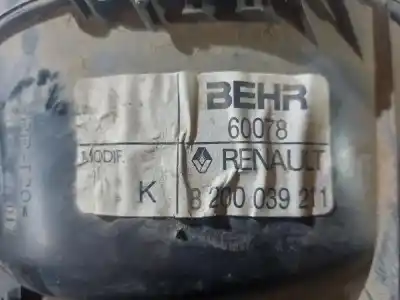 BEHR
60078
MODIF.
RENAULT
K
8 200 039 211